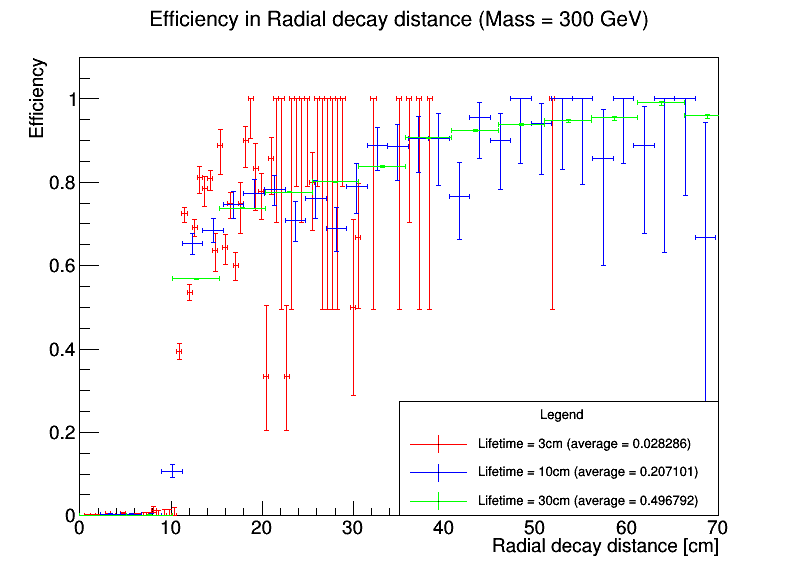 Efficiency in Radial decay distance (Mass = 300 GeV)
Efficiency
1
0.8
0.6
0.4
0.2
0
Legend
Lifetime = 3cm (average = 0.028286)
Lifetime = 10cm (average = 0.207101)
Lifetime = 30cm (average = 0.496792)
0 10 20 30 40 50 60 70
Radial decay distance [cm]